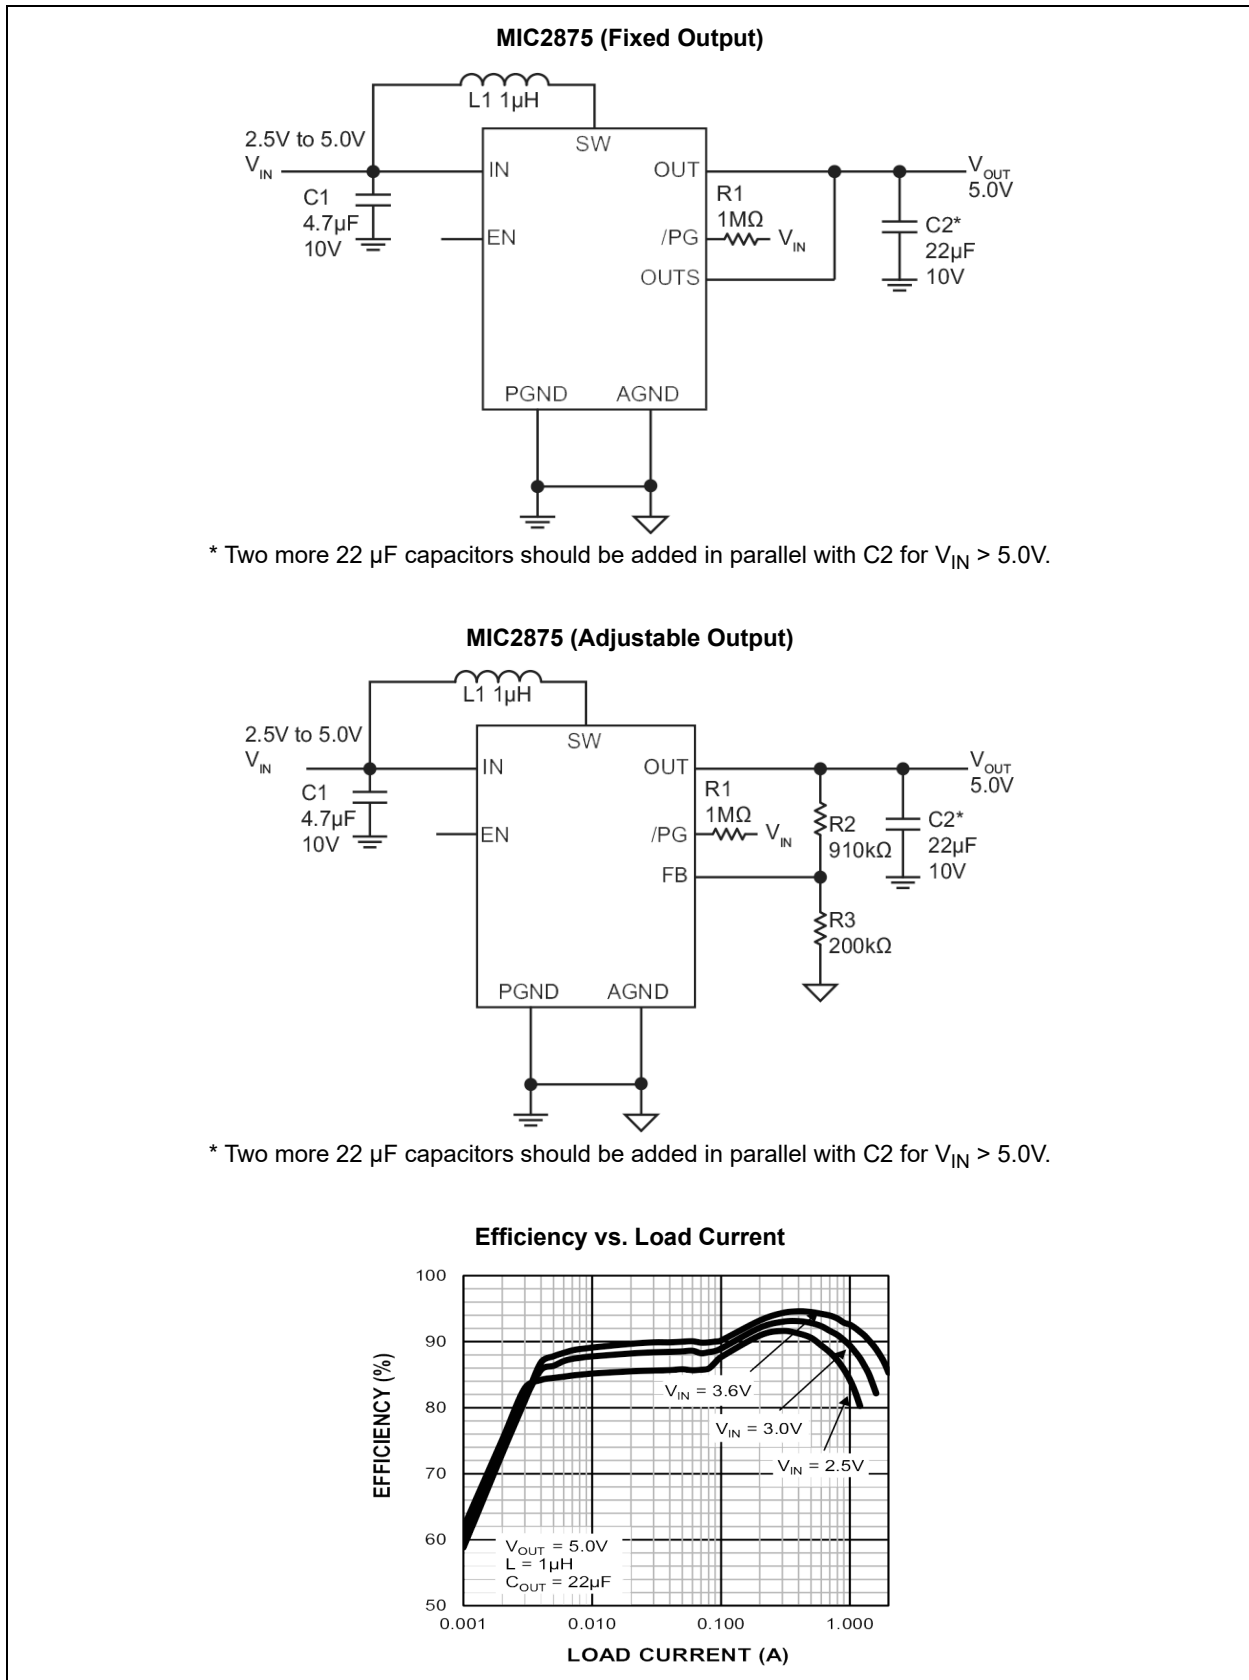 MIC2875 (Fixed Output)
L1 1µH
2.5V to 5.0V
SW
VIN
IN
OUT
VOUT
5.0V
C1
4.7µF
10V
R1
1MΩ
EN
/PG
VIN
C2*
22µF
10V
OUTS
PGND
AGND
* Two more 22 µF capacitors should be added in parallel with C2 for VIN > 5.0V.
MIC2875 (Adjustable Output)
L1 1µH
2.5V to 5.0V
SW
VIN
IN
OUT
VOUT
5.0V
C1
4.7µF
10V
R1
1MΩ
EN
/PG
VIN
R2
910kΩ
C2*
22µF
10V
FB
R3
200kΩ
PGND
AGND
* Two more 22 µF capacitors should be added in parallel with C2 for VIN > 5.0V.
Efficiency vs. Load Current
100
90
80
70
60
50
EFFICIENCY (%)
VIN = 3.6V
VIN = 3.0V
VIN = 2.5V
VOUT = 5.0V
L = 1µH
COUT = 22µF
0.001
0.010
0.100
1.000
LOAD CURRENT (A)